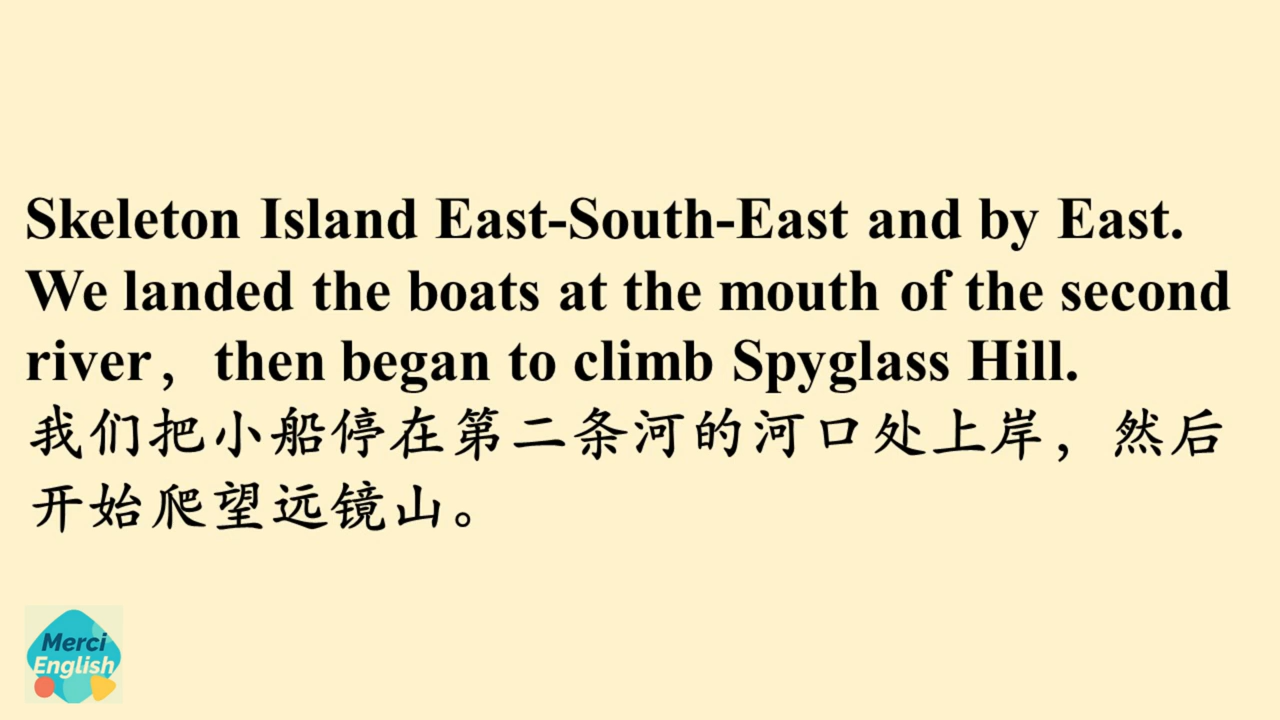 Skeleton Island East-South-East and by East.
We landed the boats at the mouth of the second
river，then began to climb Spyglass Hill.
我们把小船停在第二条河的河口处上岸，然后
开始爬望远镜山。
Merci
English